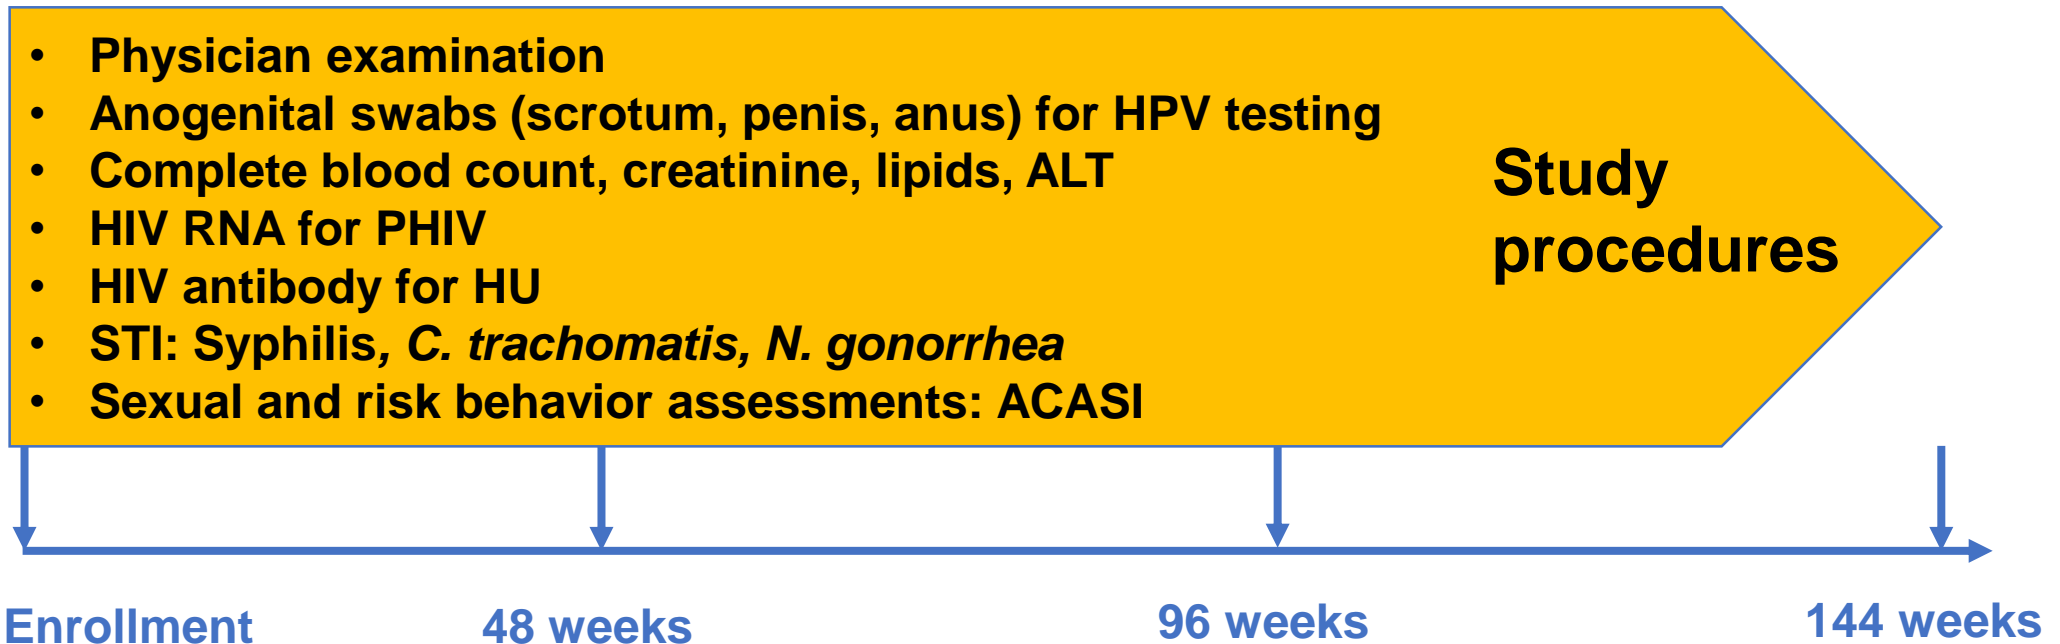 • Physician examination
• Anogenital swabs (scrotum, penis, anus) for HPV testing
• Complete blood count, creatinine, lipids, ALT
• HIV RNA for PHIV
• HIV antibody for HU
• STI: Syphilis, C. trachomatis, N. gonorrhea
• Sexual and risk behavior assessments: ACASI
Study
procedures
Enrollment
48 weeks
96 weeks
144 weeks